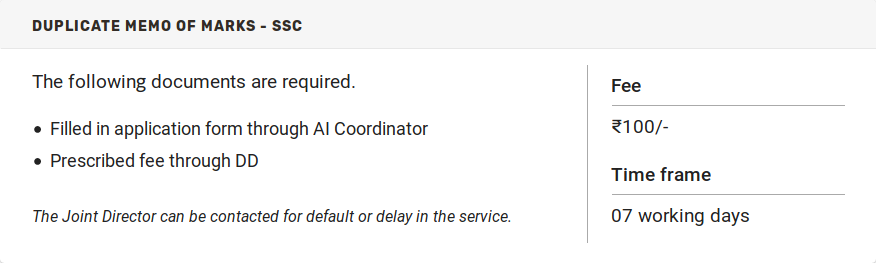 DUPLICATE MEMO OF MARKS - SSC
The following documents are required.
• Filled in application form through AI Coordinator
• Prescribed fee through DD
The Joint Director can be contacted for default or delay in the service.
Fee
₹100/-
Time frame
07 working days